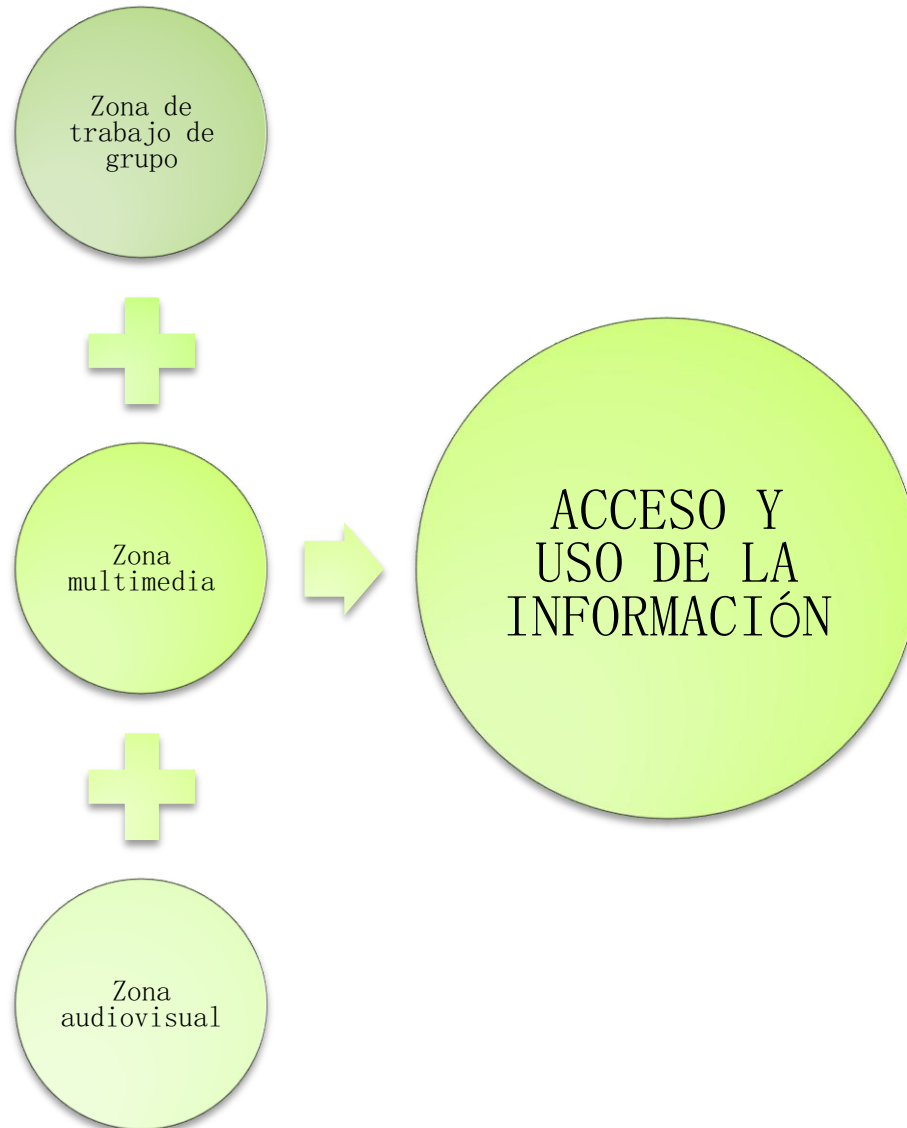 Zona de
trabajo de
grupo
Zona
multimedia
Zona
audiovisual
ACCESO Y
USO DE LA
INFORMACIÓN